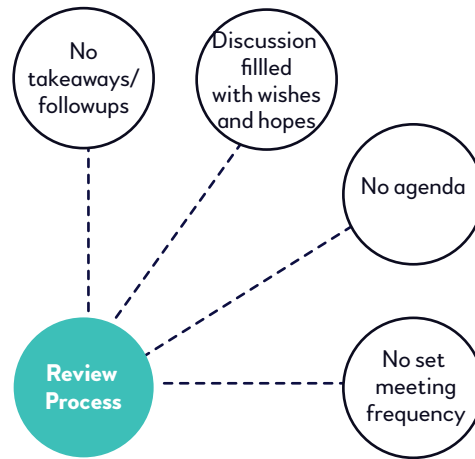 No
takeaways/
followups
Discussion
fillled
with wishes
and hopes
No agenda
Review
Process
No set
meeting
frequency